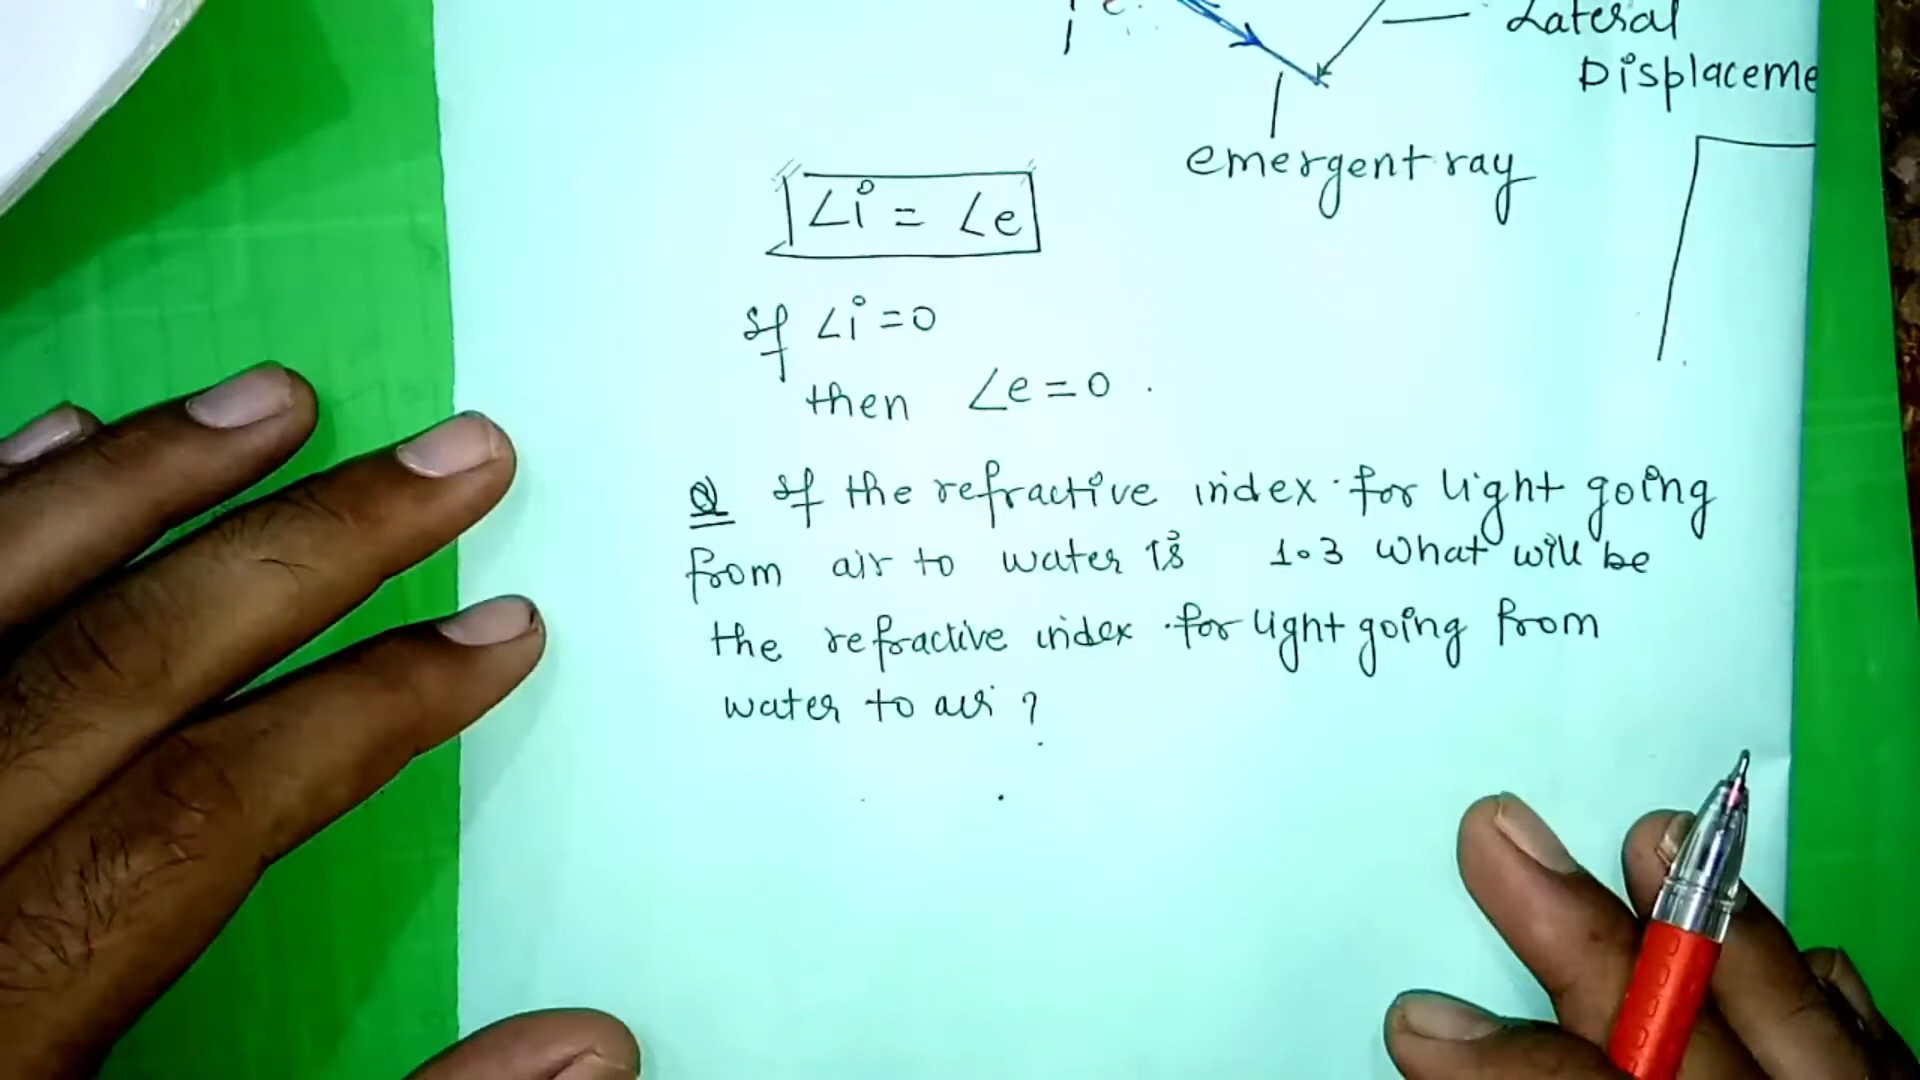 Lateral
Displaceme
emergent ray
∠i = ∠e
If ∠i = 0
then ∠e = 0
Q If the refractive index for light going
from air to water is 1.3 what will be
the refractive index for light going from
water to air ?